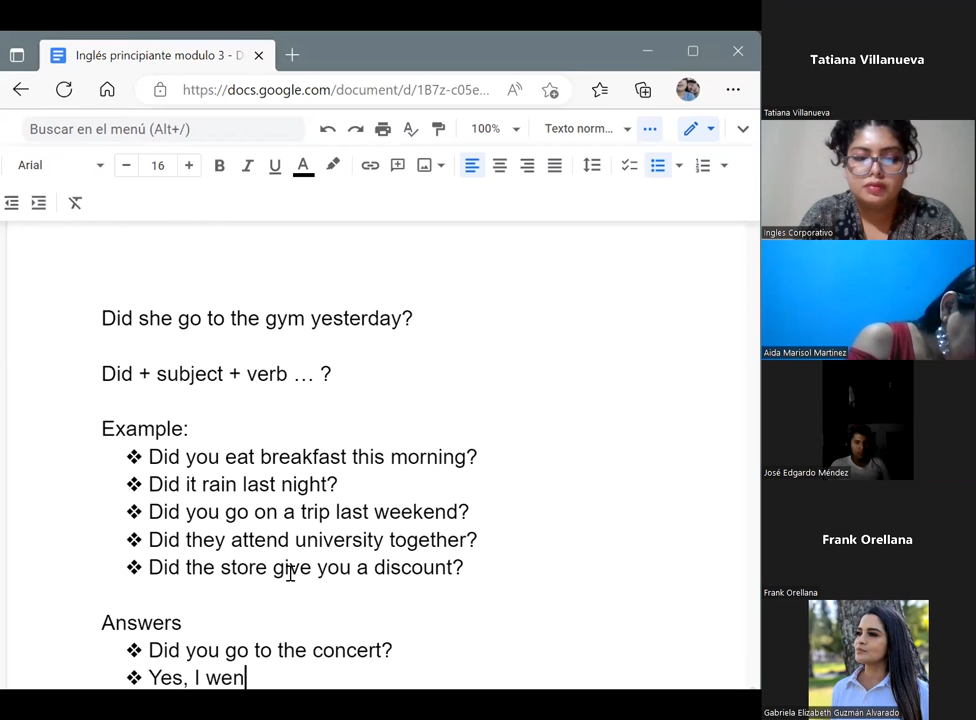 Inglés principiante modulo 3 - D
https://docs.google.com/document/d/1B7z-c05e...
Buscar en el menú (Alt+/)
100%
Texto norm...
Arial
16
B I U A
Did she go to the gym yesterday?
Did + subject + verb … ?
Example:
❖ Did you eat breakfast this morning?
❖ Did it rain last night?
❖ Did you go on a trip last weekend?
❖ Did they attend university together?
❖ Did the store give you a discount?
Answers
❖ Did you go to the concert?
❖ Yes, I wen
Tatiana Villanueva
Tatiana Villanueva
Ingles Corporativo
Aida Marisol Martínez
José Edgardo Méndez
Frank Orellana
Frank Orellana
Gabriela Elizabeth Guzmán Alvarado